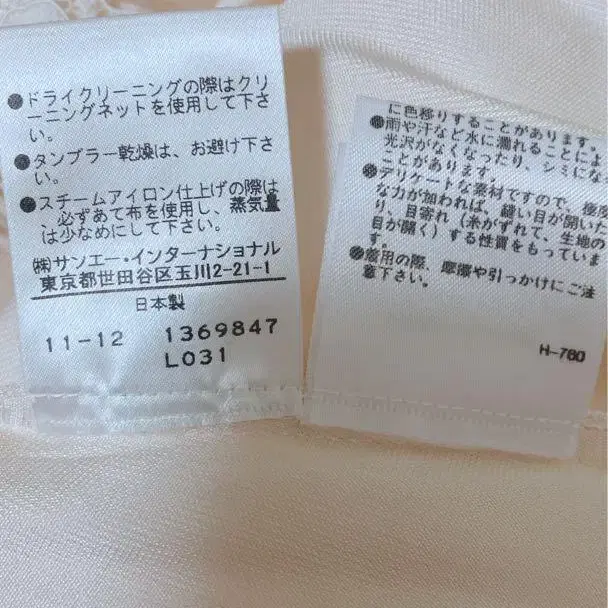 ●ドライクリーニングの際はクリ
ーニングネットを使用して下さ
い。
●タンブラー乾燥は、お避け下さ
い。
●スチームアイロン仕上げの際は
必ずあて布を使用し、蒸気量
は少なめにして下さい。
㈱サンエー・インターナショナル
東京都世田谷区玉川2-21-1
日本製
11-12 1369847
L031
に色移りすることがあります。
●雨や汗など水に濡れることによ
光沢がなくなったり、シミにな
ことがあります。
●デリケートな素材ですので、極度
な力が加われば、縫い目が開いた
り、目寄れ（糸がずれて、生地の
目が開く）する性質をもっていま
す。
●着用の際、摩擦や引っかけにご注
意下さい。
H-780